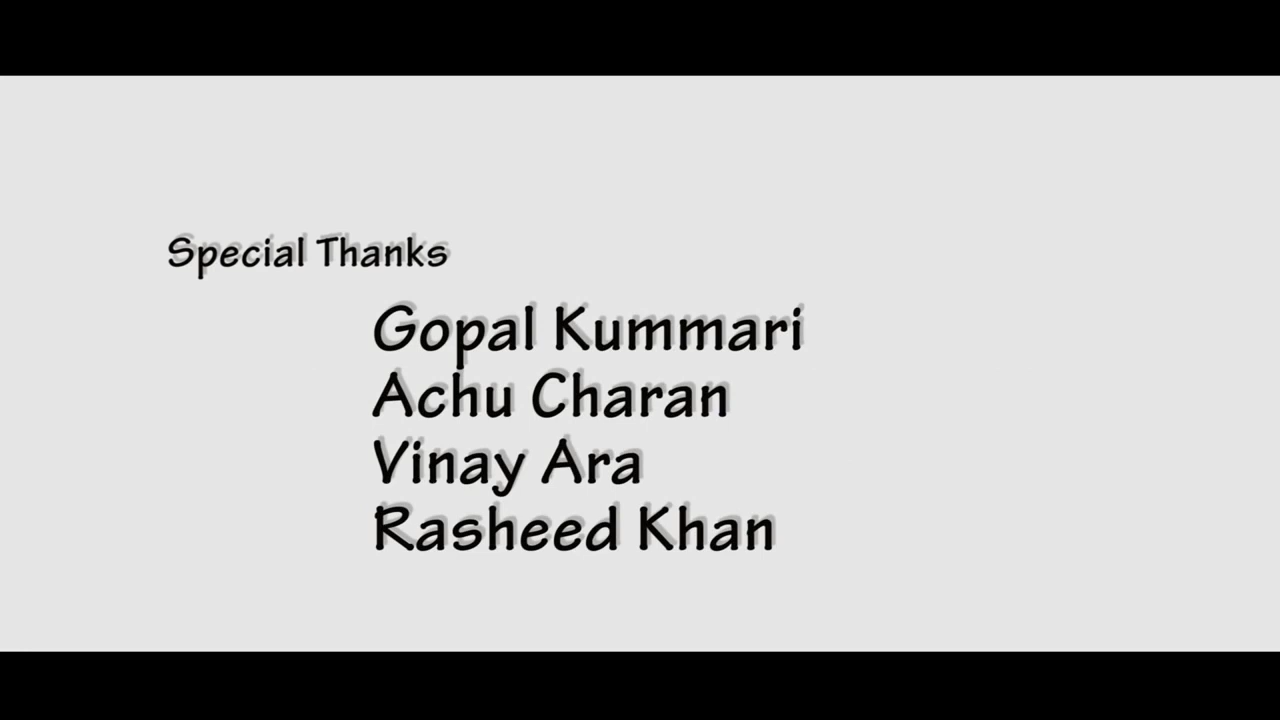 Special Thanks
Gopal Kummari
Achu Charan
Vinay Ara
Rasheed Khan